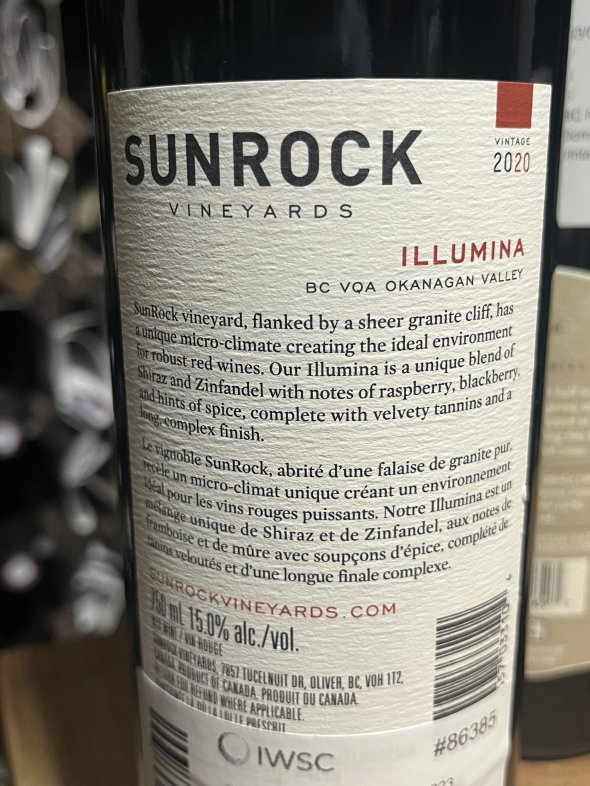 SUNROCK
VINEYARDS
VINTAGE
2020
ILLUMINA
BC VQA OKANAGAN VALLEY
SunRock vineyard, flanked by a sheer granite cliff, has
a unique micro-climate creating the ideal environment
for robust red wines. Our Illumina is a unique blend of
Shiraz and Zinfandel with notes of raspberry, blackberry,
and hints of spice, complete with velvety tannins and a
long, complex finish.
Le vignoble SunRock, abrité d'une falaise de granite pur,
recèle un micro-climat unique créant un environnement
idéal pour les vins rouges puissants. Notre Illumina est un
mélange unique de Shiraz et de Zinfandel, aux notes de
framboise et de mûre avec soupçons d'épice, complété de
tanins veloutés et d'une longue finale complexe.
SUNROCKVINEYARDS.COM
750 ml 15.0% alc./vol.
RED WINE / VIN ROUGE
SUNROCK VINEYARDS, 7857 TUCELNUIT DR, OLIVER, BC, V0H 1T2,
CANADA. PRODUCT OF CANADA. PRODUIT DU CANADA.
RETURN FOR REFUND WHERE APPLICABLE.
LÀ OÙ LA LOI LE PRESCRIT
IWSC
#86385